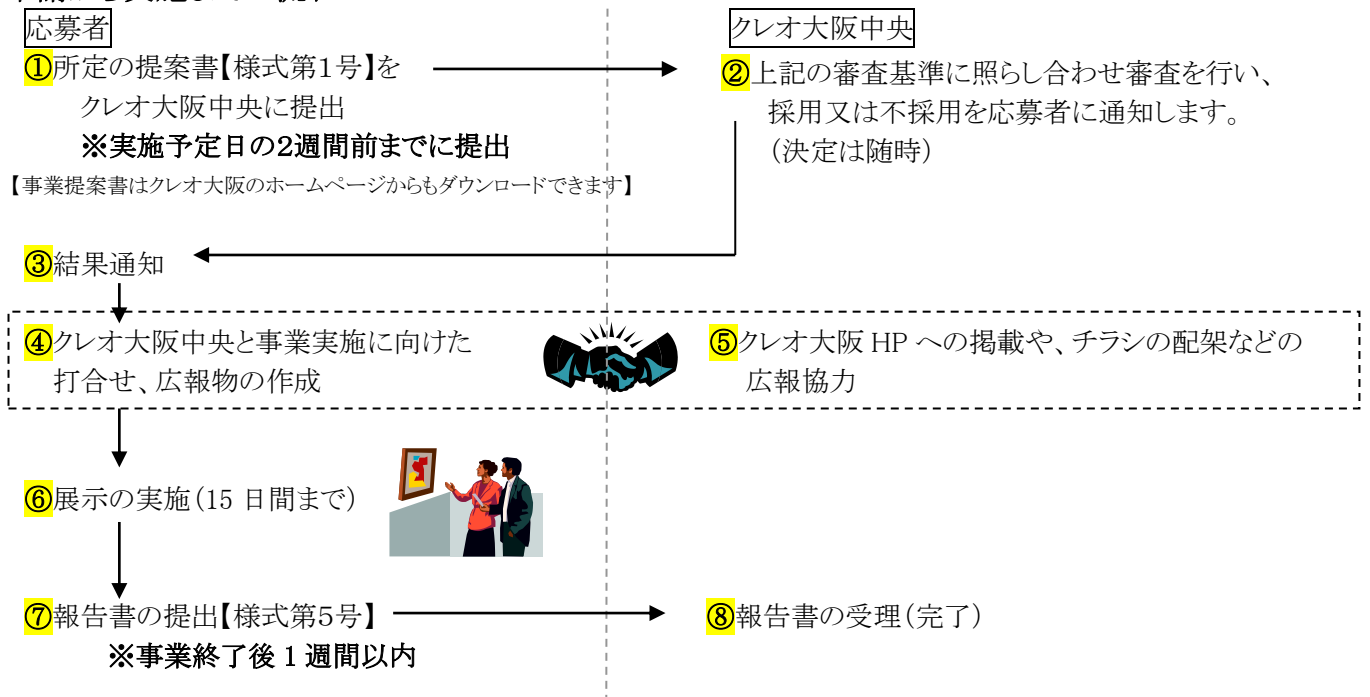 応募者
クレオ大阪中央
①所定の提案書【様式第1号】を
クレオ大阪中央に提出
※実施予定日の2週間前までに提出
【事業提案書はクレオ大阪のホームページからもダウンロードできます】
②上記の審査基準に照らし合わせ審査を行い、
採用又は不採用を応募者に通知します。
(決定は随時)
③結果通知
④クレオ大阪中央と事業実施に向けた
打合せ、広報物の作成
⑤クレオ大阪 HP への掲載や、チラシの配架などの
広報協力
⑥展示の実施(15 日間まで)
⑦報告書の提出【様式第5号】
※事業終了後 1 週間以内
⑧報告書の受理(完了)